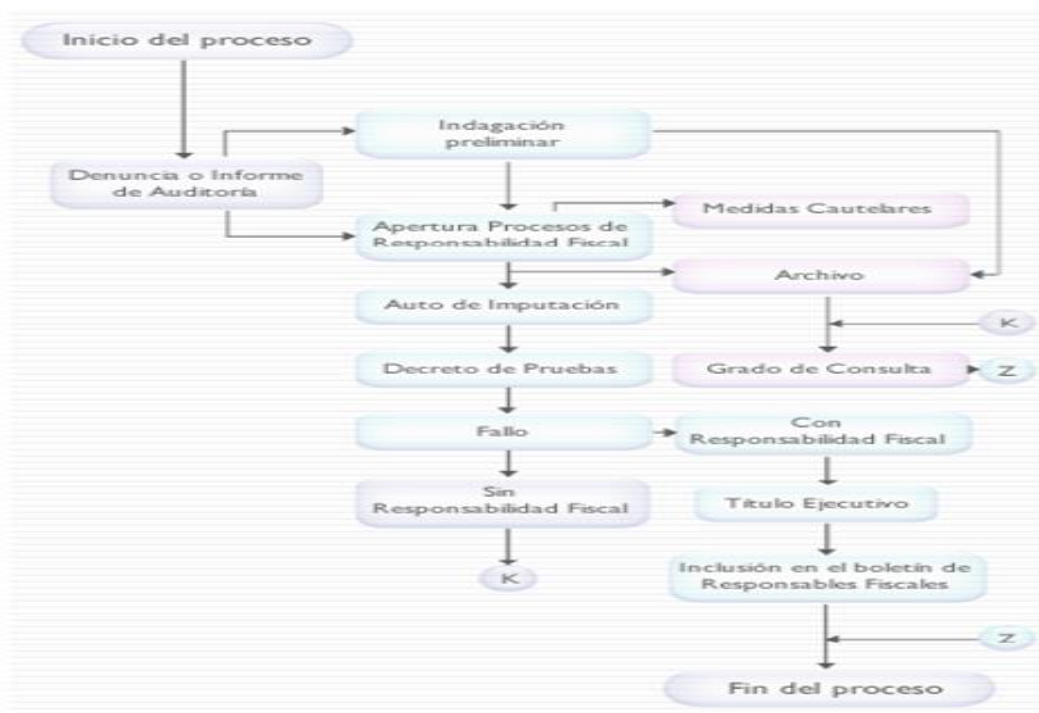 Inicio del proceso
Indagación
preliminar
Denuncia o Informe
de Auditoría
Medidas Cautelares
Apertura Procesos de
Responsabilidad Fiscal
Archivo
Auto de Imputación
K
Decreto de Pruebas
Grado de Consulta
Z
Fallo
Con
Responsabilidad Fiscal
Sin
Responsabilidad Fiscal
Título Ejecutivo
K
Inclusión en el boletín de
Responsables Fiscales
Z
Fin del proceso